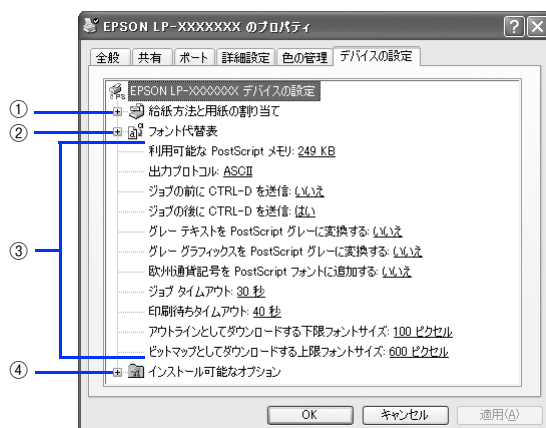 EPSON LP-XXXXXXX のプロパティ
全般 共有 ポート 詳細設定 色の管理 デバイスの設定
EPSON LP-XXXXXXX デバイスの設定
① 給紙方法と用紙の割り当て
② フォント代替表
利用可能な PostScript メモリ: 249 KB
出力プロトコル: ASCII
ジョブの前に CTRL-D を送信: いいえ
ジョブの後に CTRL-D を送信: はい
グレー テキストを PostScript グレーに変換する: いいえ
③ グレー グラフィックスを PostScript グレーに変換する: いいえ
欧州通貨記号を PostScript フォントに追加する: いいえ
ジョブ タイムアウト: 30 秒
印刷待ちタイムアウト: 40 秒
アウトラインとしてダウンロードする下限フォントサイズ: 100 ピクセル
ビットマップとしてダウンロードする上限フォントサイズ: 600 ピクセル
④ インストール可能なオプション
OK キャンセル 適用(A)